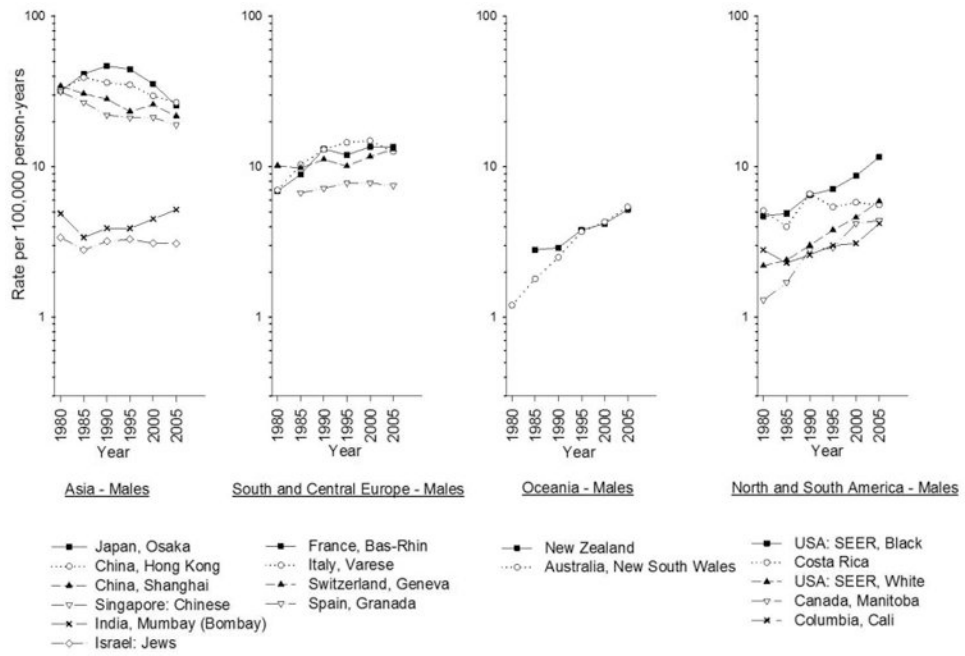 Rate per 100,000 person-years
100
10
1
1980 1985 1990 1995 2000 2005
Year
Asia - Males
Japan, Osaka
China, Hong Kong
China, Shanghai
Singapore: Chinese
India, Mumbay (Bombay)
Israel: Jews
100
10
1
1980 1985 1990 1995 2000 2005
Year
South and Central Europe - Males
France, Bas-Rhin
Italy, Varese
Switzerland, Geneva
Spain, Granada
100
10
1
1980 1985 1990 1995 2000 2005
Year
Oceania - Males
New Zealand
Australia, New South Wales
100
10
1
1980 1985 1990 1995 2000 2005
Year
North and South America - Males
USA: SEER, Black
Costa Rica
USA: SEER, White
Canada, Manitoba
Columbia, Cali